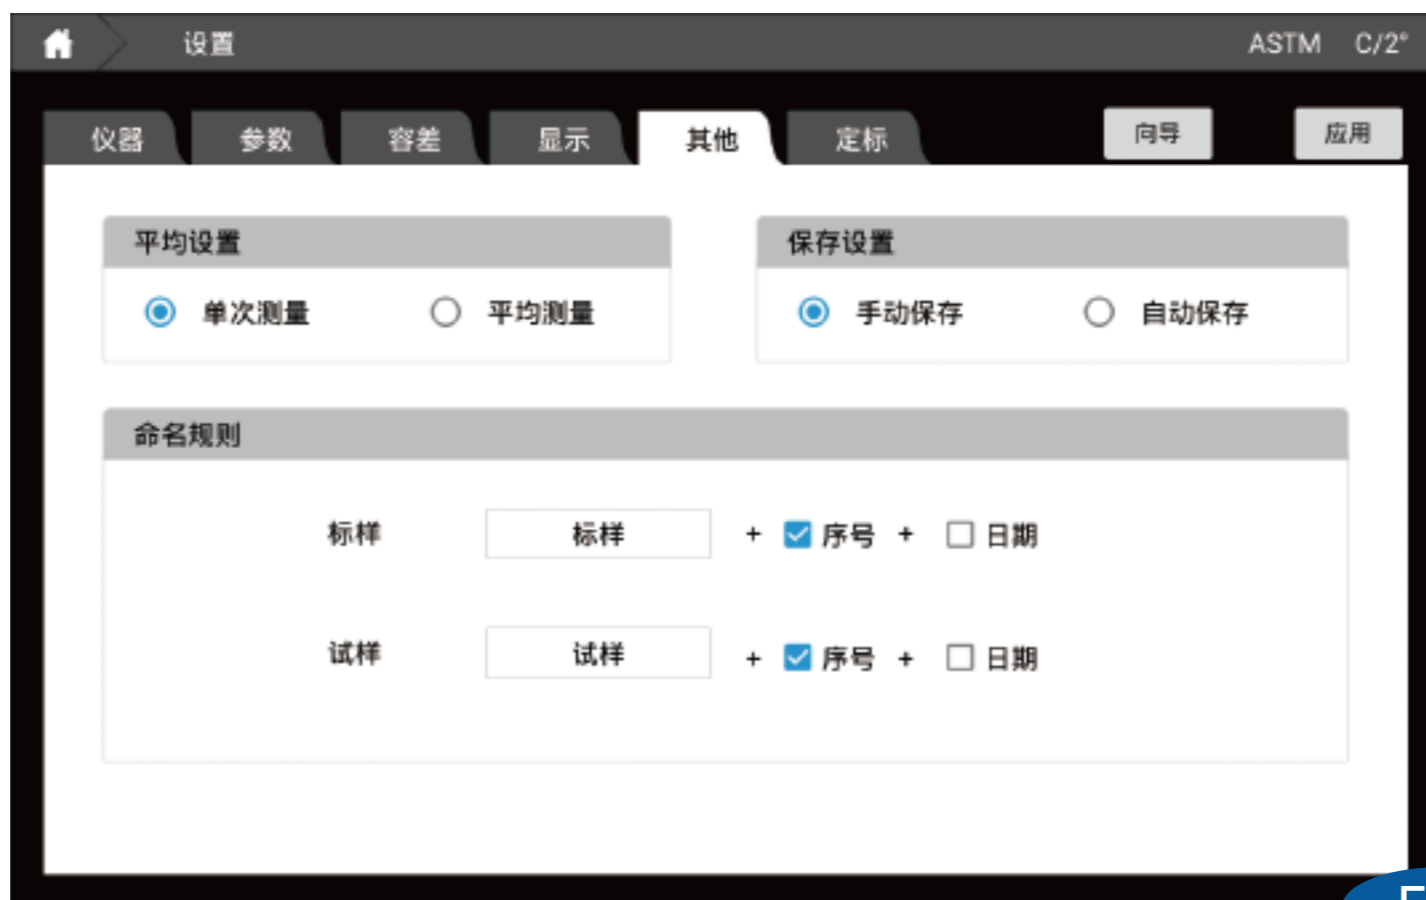 设置 ASTM C/2°
仪器 参数 容差 显示 其他 定标 向导 应用
平均设置 保存设置
单次测量 平均测量 手动保存 自动保存
命名规则
标样 标样 + 序号 + 日期
试样 试样 + 序号 + 日期